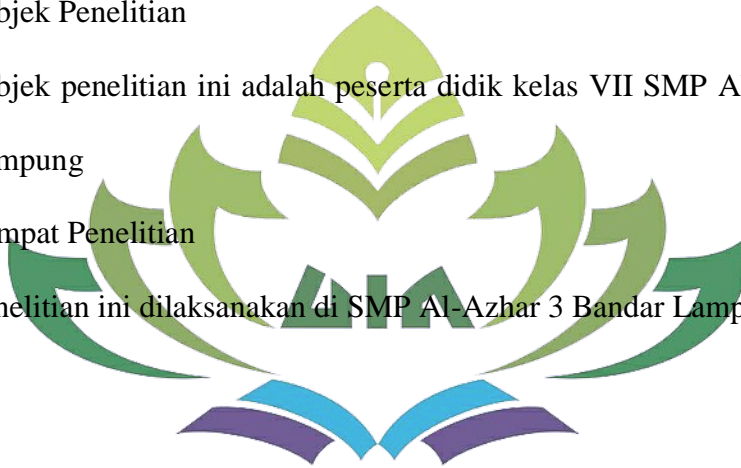 bjek Penelitian
bjek penelitian ini adalah peserta didik kelas VII SMP A
mpung
mpat Penelitian
nelitian ini dilaksanakan di SMP Al-Azhar 3 Bandar Lamp
UIA